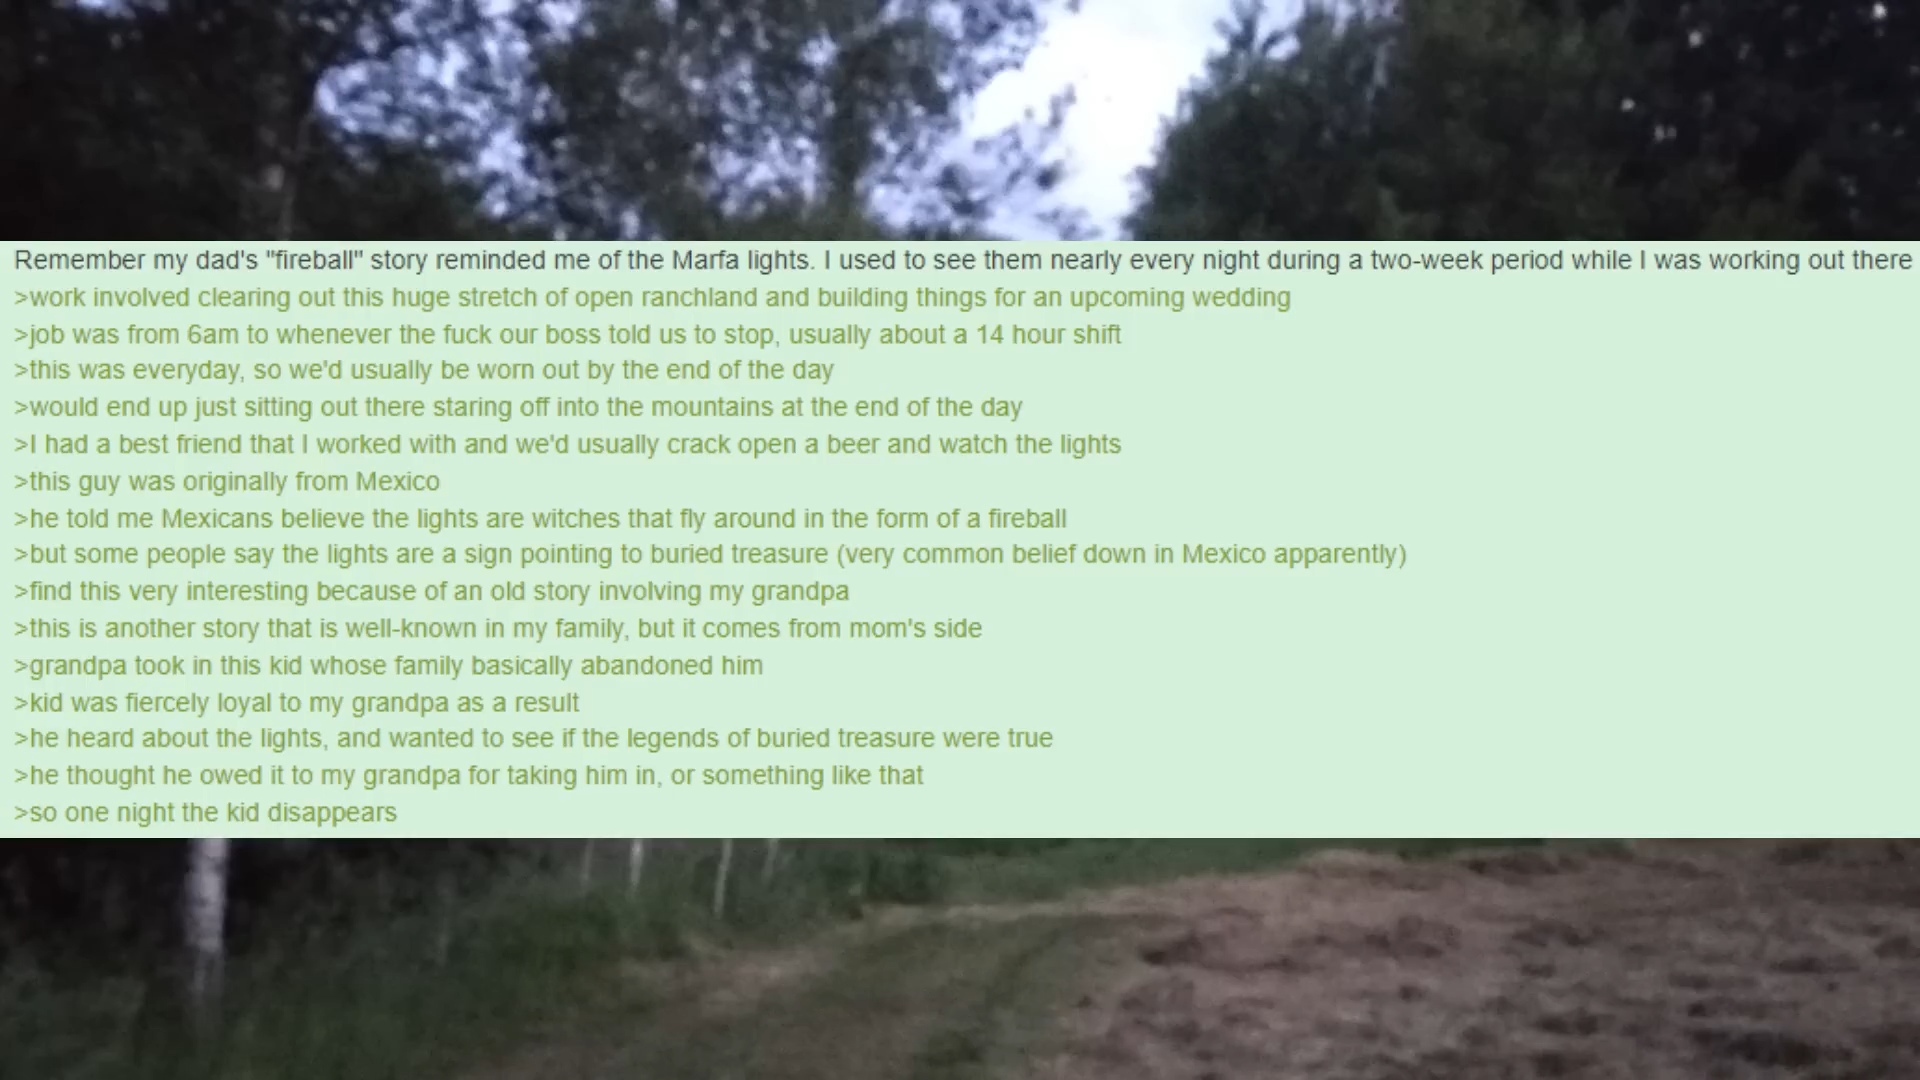 Remember my dad's "fireball" story reminded me of the Marfa lights. I used to see them nearly every night during a two-week period while I was working out there
>work involved clearing out this huge stretch of open ranchland and building things for an upcoming wedding
>job was from 6am to whenever the fuck our boss told us to stop, usually about a 14 hour shift
>this was everyday, so we'd usually be worn out by the end of the day
>would end up just sitting out there staring off into the mountains at the end of the day
>I had a best friend that I worked with and we'd usually crack open a beer and watch the lights
>this guy was originally from Mexico
>he told me Mexicans believe the lights are witches that fly around in the form of a fireball
>but some people say the lights are a sign pointing to buried treasure (very common belief down in Mexico apparently)
>find this very interesting because of an old story involving my grandpa
>this is another story that is well-known in my family, but it comes from mom's side
>grandpa took in this kid whose family basically abandoned him
>kid was fiercely loyal to my grandpa as a result
>he heard about the lights, and wanted to see if the legends of buried treasure were true
>he thought he owed it to my grandpa for taking him in, or something like that
>so one night the kid disappears